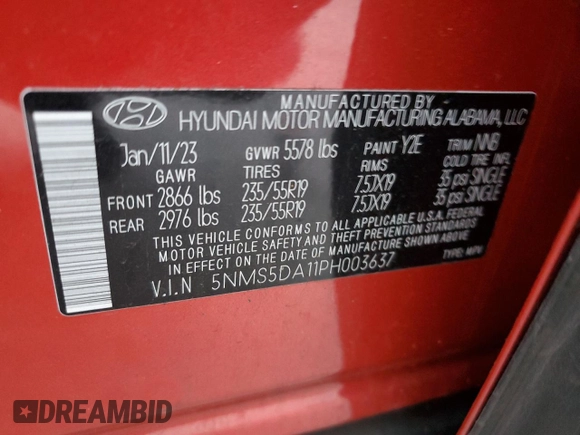 MANUFACTURED BY
HYUNDAI MOTOR MANUFACTURING ALABAMA, LLC
Jan/11/23 GVWR 5578 lbs PAINT Y2E TRIM NNB
GAWR TIRES RIMS COLD TIRE INFL.
FRONT 2866 lbs 235/55R19 7.5JX19 35 psi SINGLE
REAR 2976 lbs 235/55R19 7.5JX19 35 psi SINGLE
THIS VEHICLE CONFORMS TO ALL APPLICABLE U.S.A. FEDERAL
MOTOR VEHICLE SAFETY AND THEFT PREVENTION STANDARDS
IN EFFECT ON THE DATE OF MANUFACTURE SHOWN ABOVE.
V.I.N 5NMS5DA11PH003637 TYPE: MPV
DREAMBID